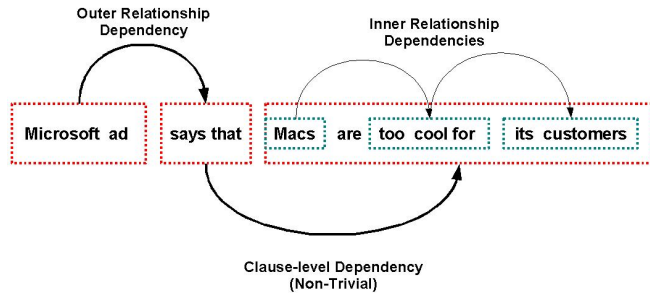 Outer Relationship
Dependency
Inner Relationship
Dependencies
Microsoft ad says that Macs are too cool for its customers
Clause-level Dependency
(Non-Trivial)